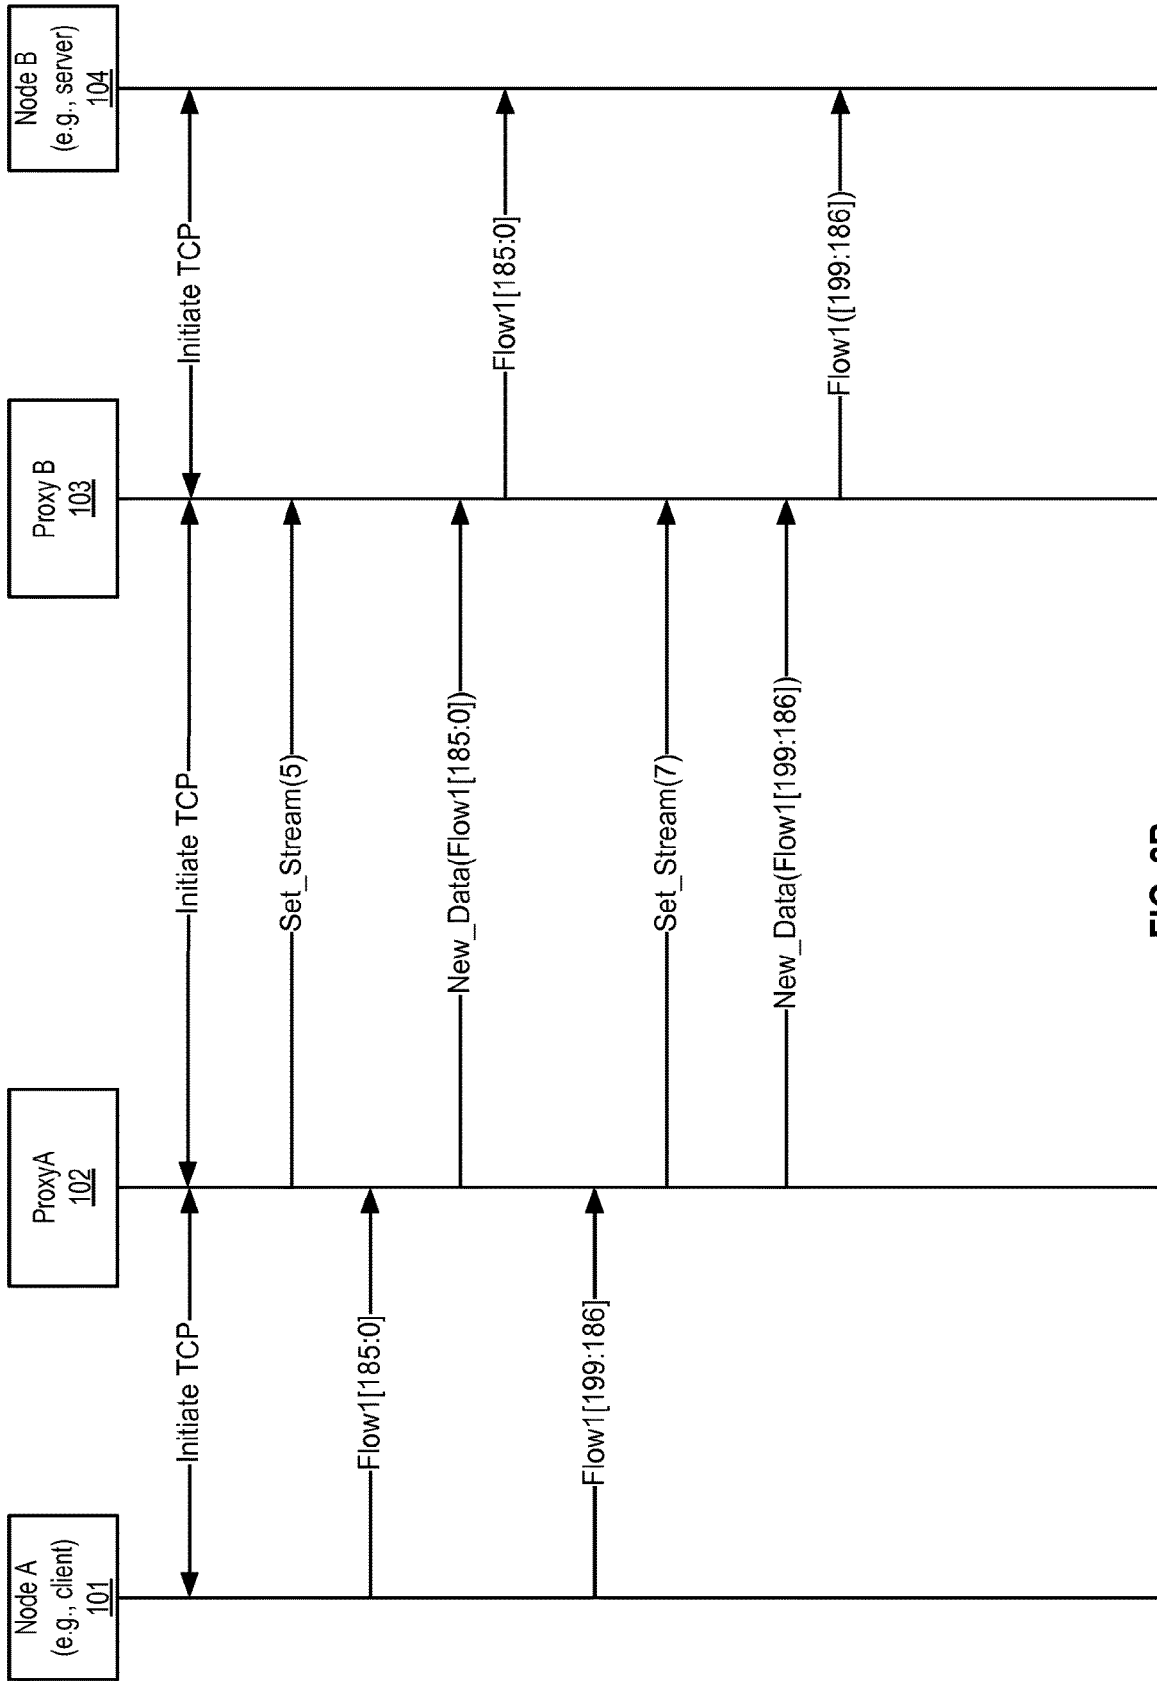 Node A
(e.g., client)
101
ProxyA
102
Proxy B
103
Node B
(e.g., server)
104
Initiate TCP
Initiate TCP
Initiate TCP
Set_Stream(5)
Flow1[185:0]
New_Data(Flow1[185:0])
Flow1[185:0]
Flow1[199:186]
Set_Stream(7)
New_Data(Flow1[199:186])
Flow1([199:186])